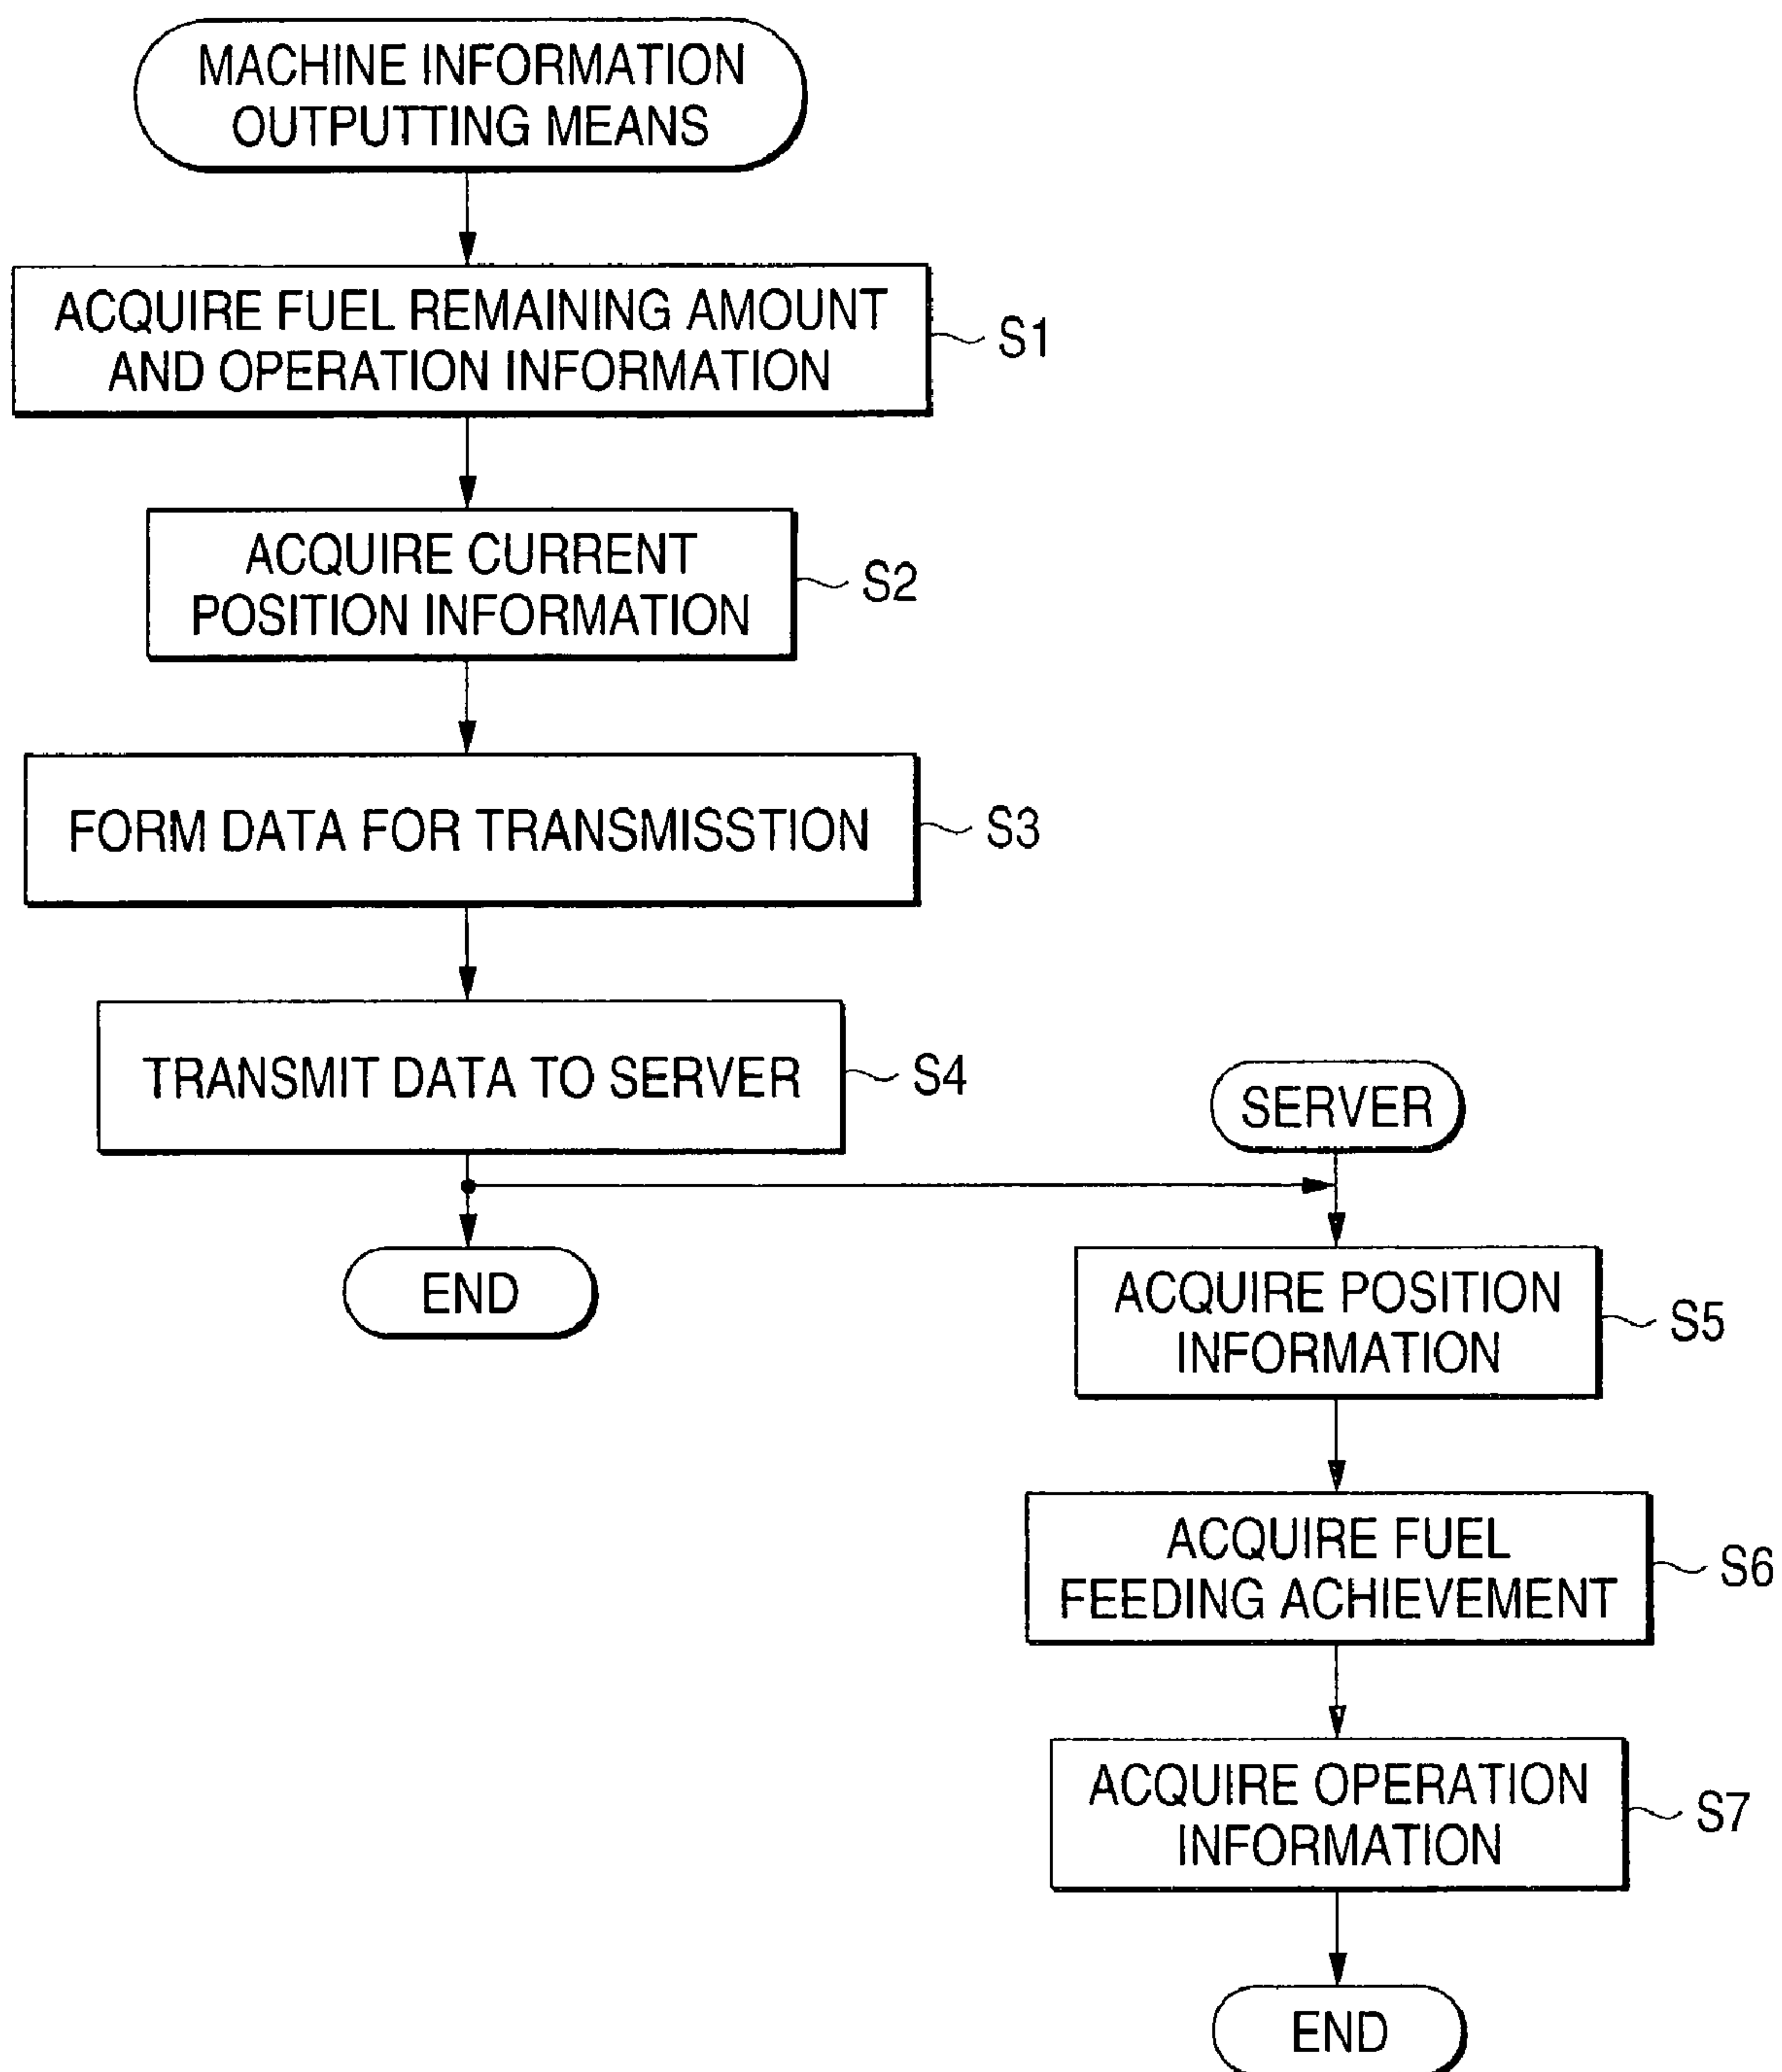 MACHINE INFORMATION
OUTPUTTING MEANS
ACQUIRE FUEL REMAINING AMOUNT
AND OPERATION INFORMATION
S1
ACQUIRE CURRENT
POSITION INFORMATION
S2
FORM DATA FOR TRANSMISSTION
S3
TRANSMIT DATA TO SERVER
S4
END
SERVER
ACQUIRE POSITION
INFORMATION
S5
ACQUIRE FUEL
FEEDING ACHIEVEMENT
S6
ACQUIRE OPERATION
INFORMATION
S7
END